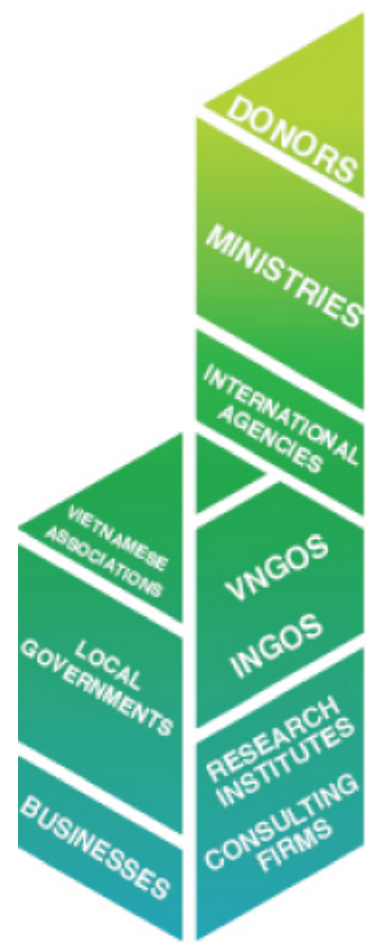 DONORS
MINISTRIES
INTERNATIONAL
AGENCIES
VIETNAMESE
ASSOCIATIONS
VNGOS
INGOS
LOCAL
GOVERNMENTS
RESEARCH
INSTITUTES
CONSULTING
FIRMS
BUSINESSES